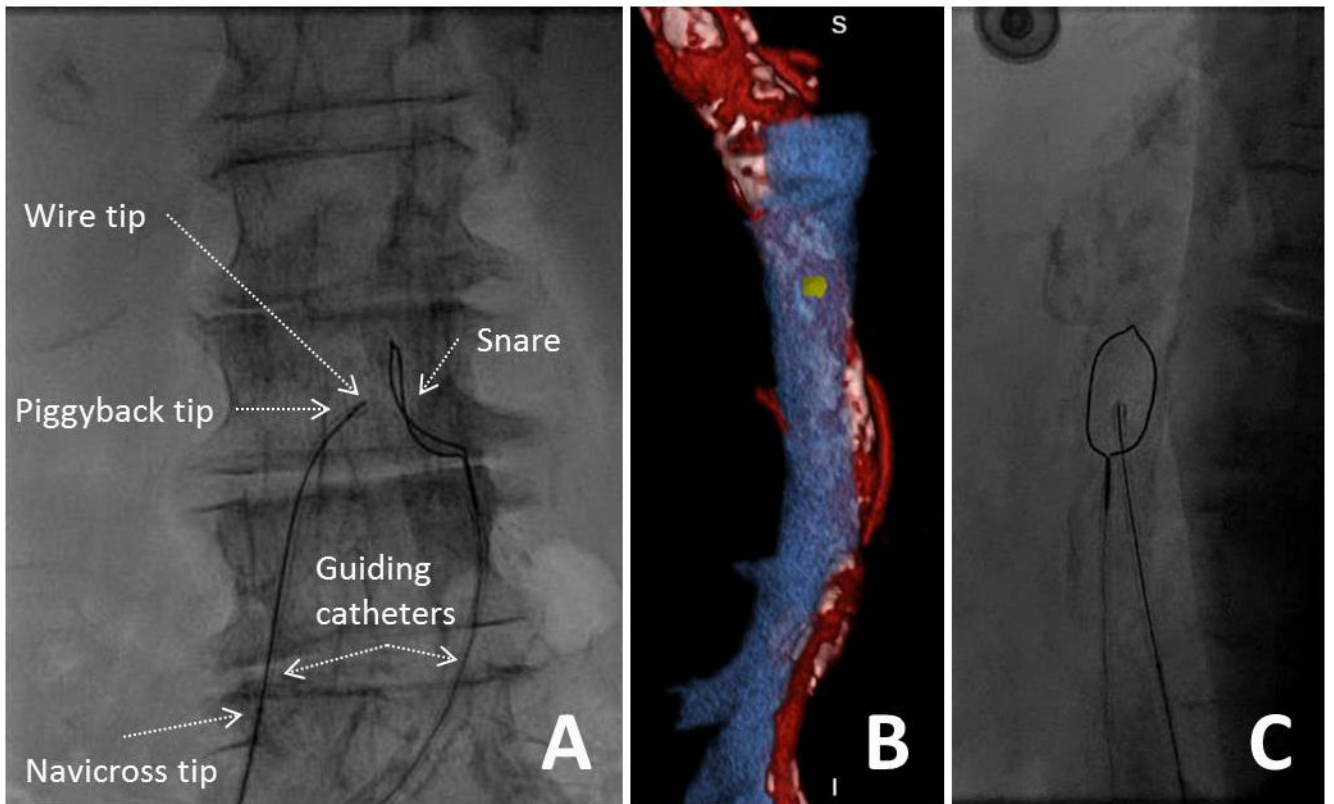 Wire tip
Snare
Piggyback tip
Guiding
catheters
Navicross tip
A
S
I
B
C